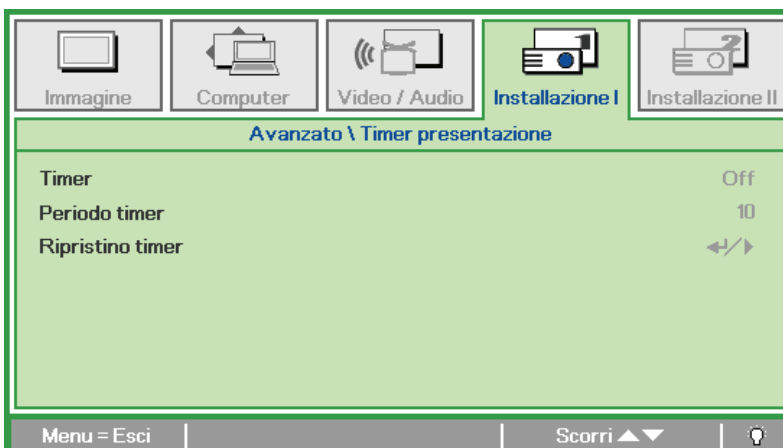 Immagine
Computer
Video / Audio
Installazione I
Installazione II
Avanzato \ Timer presentazione
Timer Off
Periodo timer 10
Ripristino timer
Menu = Esci Scorri ▲▼